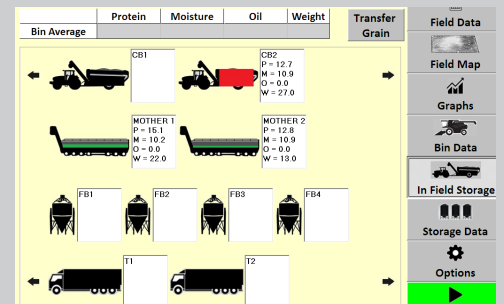 Protein Moisture Oil Weight
Bin Average
Transfer
Grain
CB1
CB2
P = 12.7
M = 10.9
O = 0.0
W = 27.0
MOTHER 1
P = 15.1
M = 10.2
O = 0.0
W = 22.0
MOTHER 2
P = 12.8
M = 10.9
O = 0.0
W = 13.0
FB1
FB2
FB3
FB4
T1
T2
Field Data
Field Map
Graphs
Bin Data
In Field Storage
Storage Data
Options